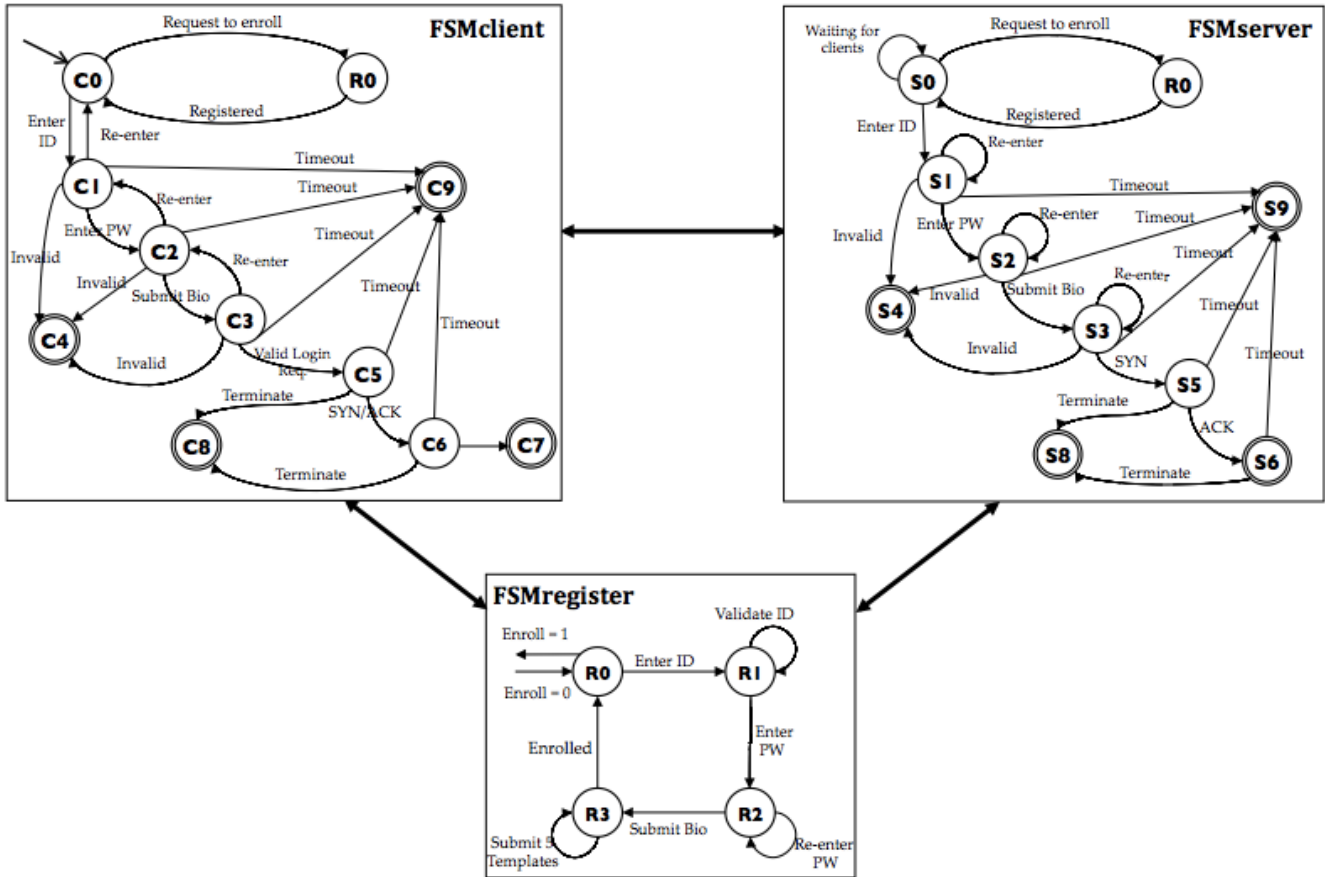 FSMclient
Request to enroll
C0
R0
Registered
Enter
ID
Re-enter
Timeout
C1
C9
Timeout
Re-enter
Enter PW
C2
Timeout
Invalid
Re-enter
Invalid
Submit Bio
Timeout
C3
C4
Timeout
Invalid
Valid Login
Req.
C5
Terminate
SYN/ACK
C8
C6
C7
Terminate
FSMserver
Waiting for
clients
Request to enroll
S0
R0
Registered
Enter ID
Re-enter
S1
Timeout
S9
Re-enter
Enter PW
Timeout
Invalid
S2
Timeout
Re-enter
Invalid
Submit Bio
S4
S3
Timeout
Invalid
SYN
Timeout
S5
Terminate
ACK
S8
S6
Terminate
FSMregister
Validate ID
Enroll = 1
Enter ID
R0
R1
Enroll = 0
Enter
PW
Enrolled
R3
R2
Submit Bio
Submit 5
Templates
Re-enter
PW